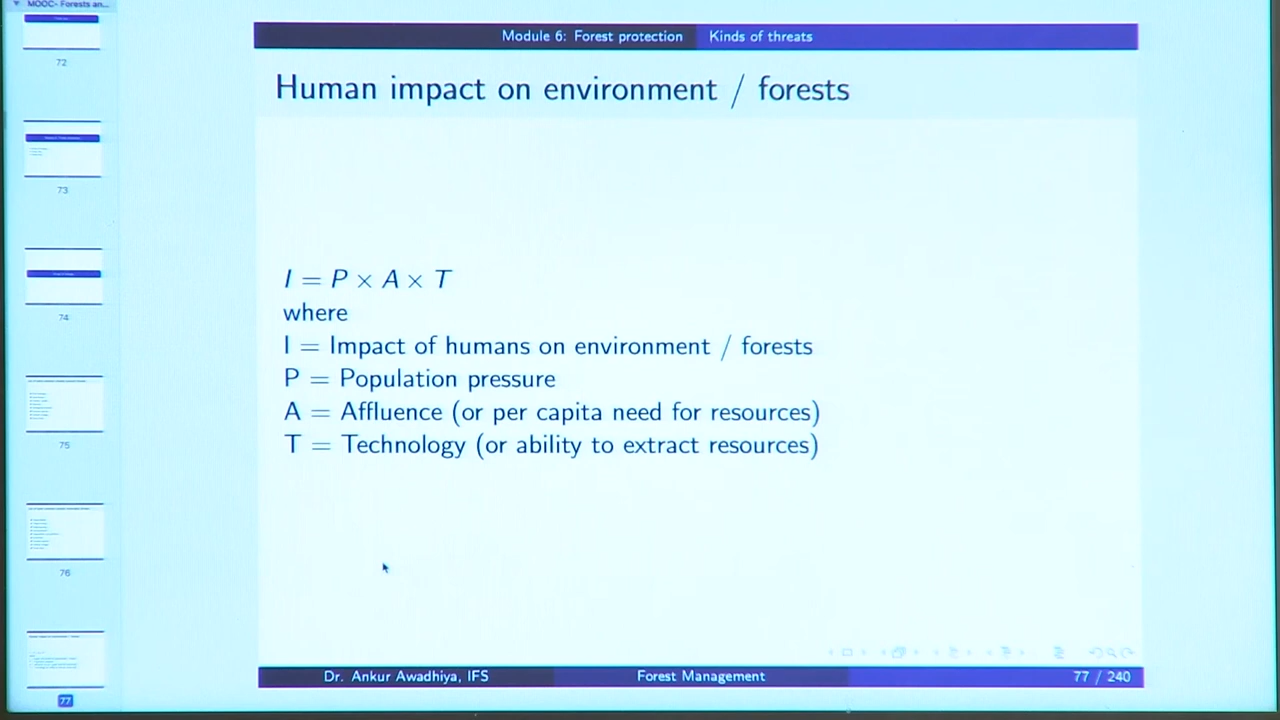 MOOC- Forests an...
72
73
74
75
76
77
Module 6: Forest protection Kinds of threats
Human impact on environment / forests
I = P × A × T
where
I = Impact of humans on environment / forests
P = Population pressure
A = Affluence (or per capita need for resources)
T = Technology (or ability to extract resources)
Dr. Ankur Awadhiya, IFS Forest Management 77 / 240